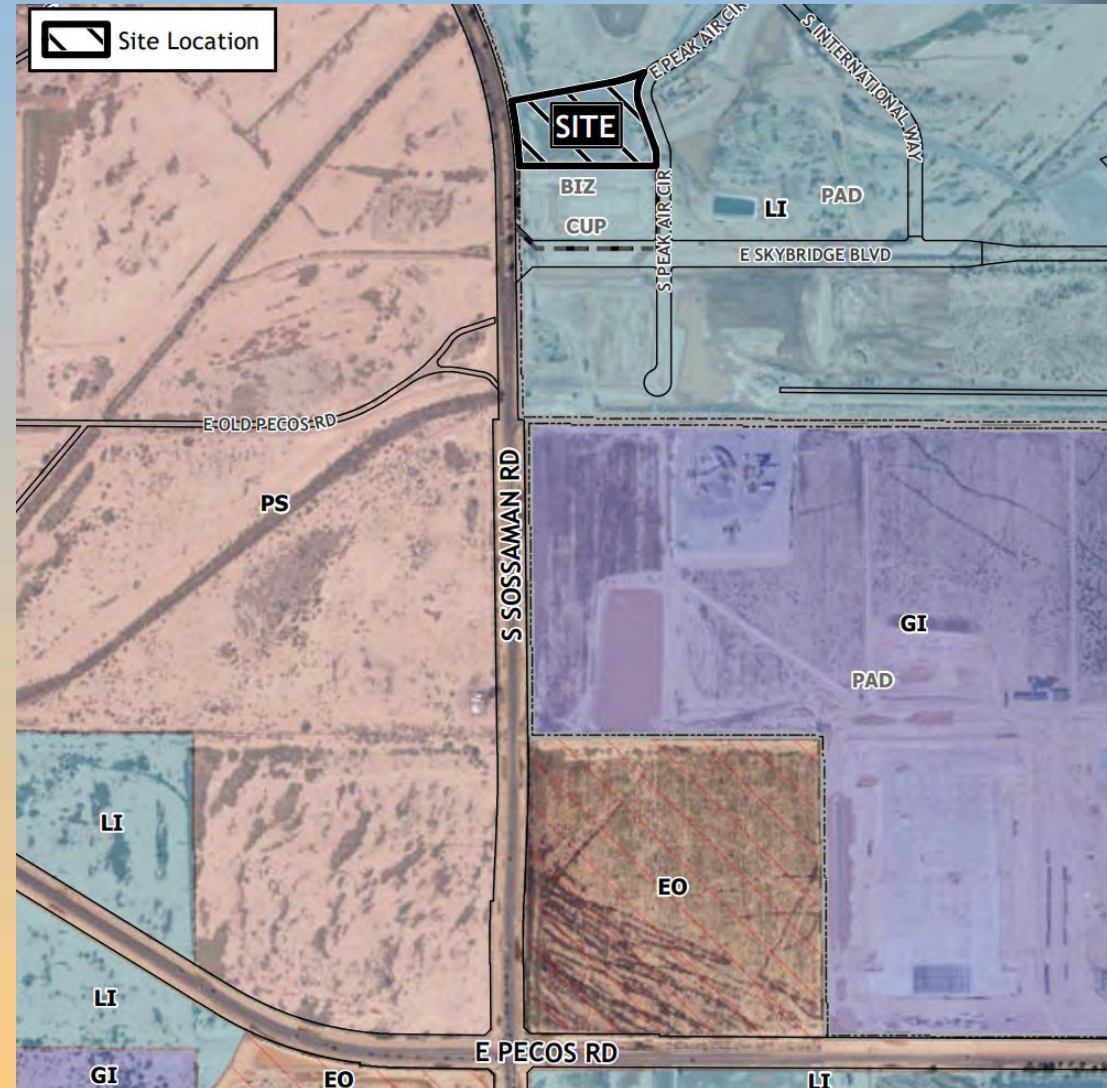 Site Location
E PEAK AIR CIR
S INTERNATIONAL WAY
SITE
BIZ
CUP
S PEAK AIR CIR
LI
PAD
E SKYBRIDGE BLVD
E OLD PECOS RD
S SOSSAMAN RD
PS
GI
PAD
LI
EO
LI
E PECOS RD
GI
EO
LI